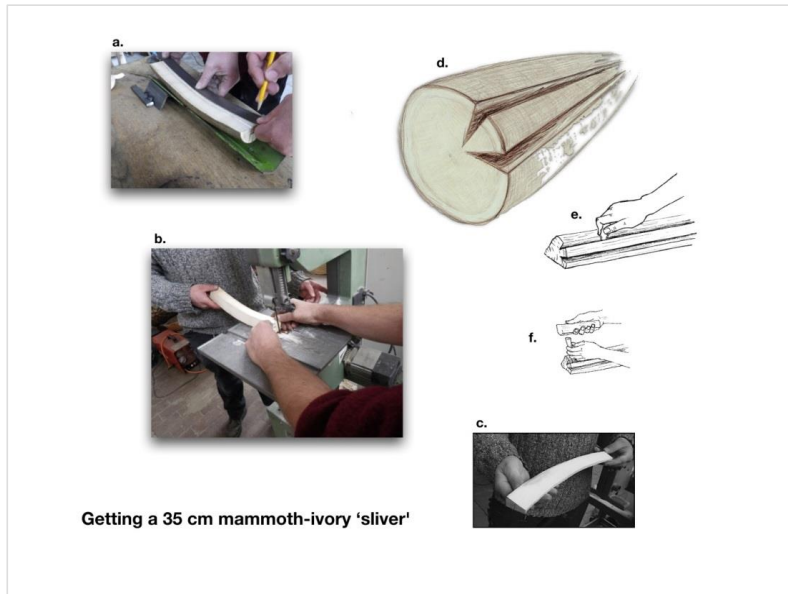 a.
d.
e.
b.
f.
c.
Getting a 35 cm mammoth-ivory ‘sliver'